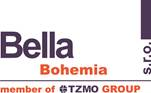 Bella
Bohemia
s.r.o.
member of TZMO GROUP